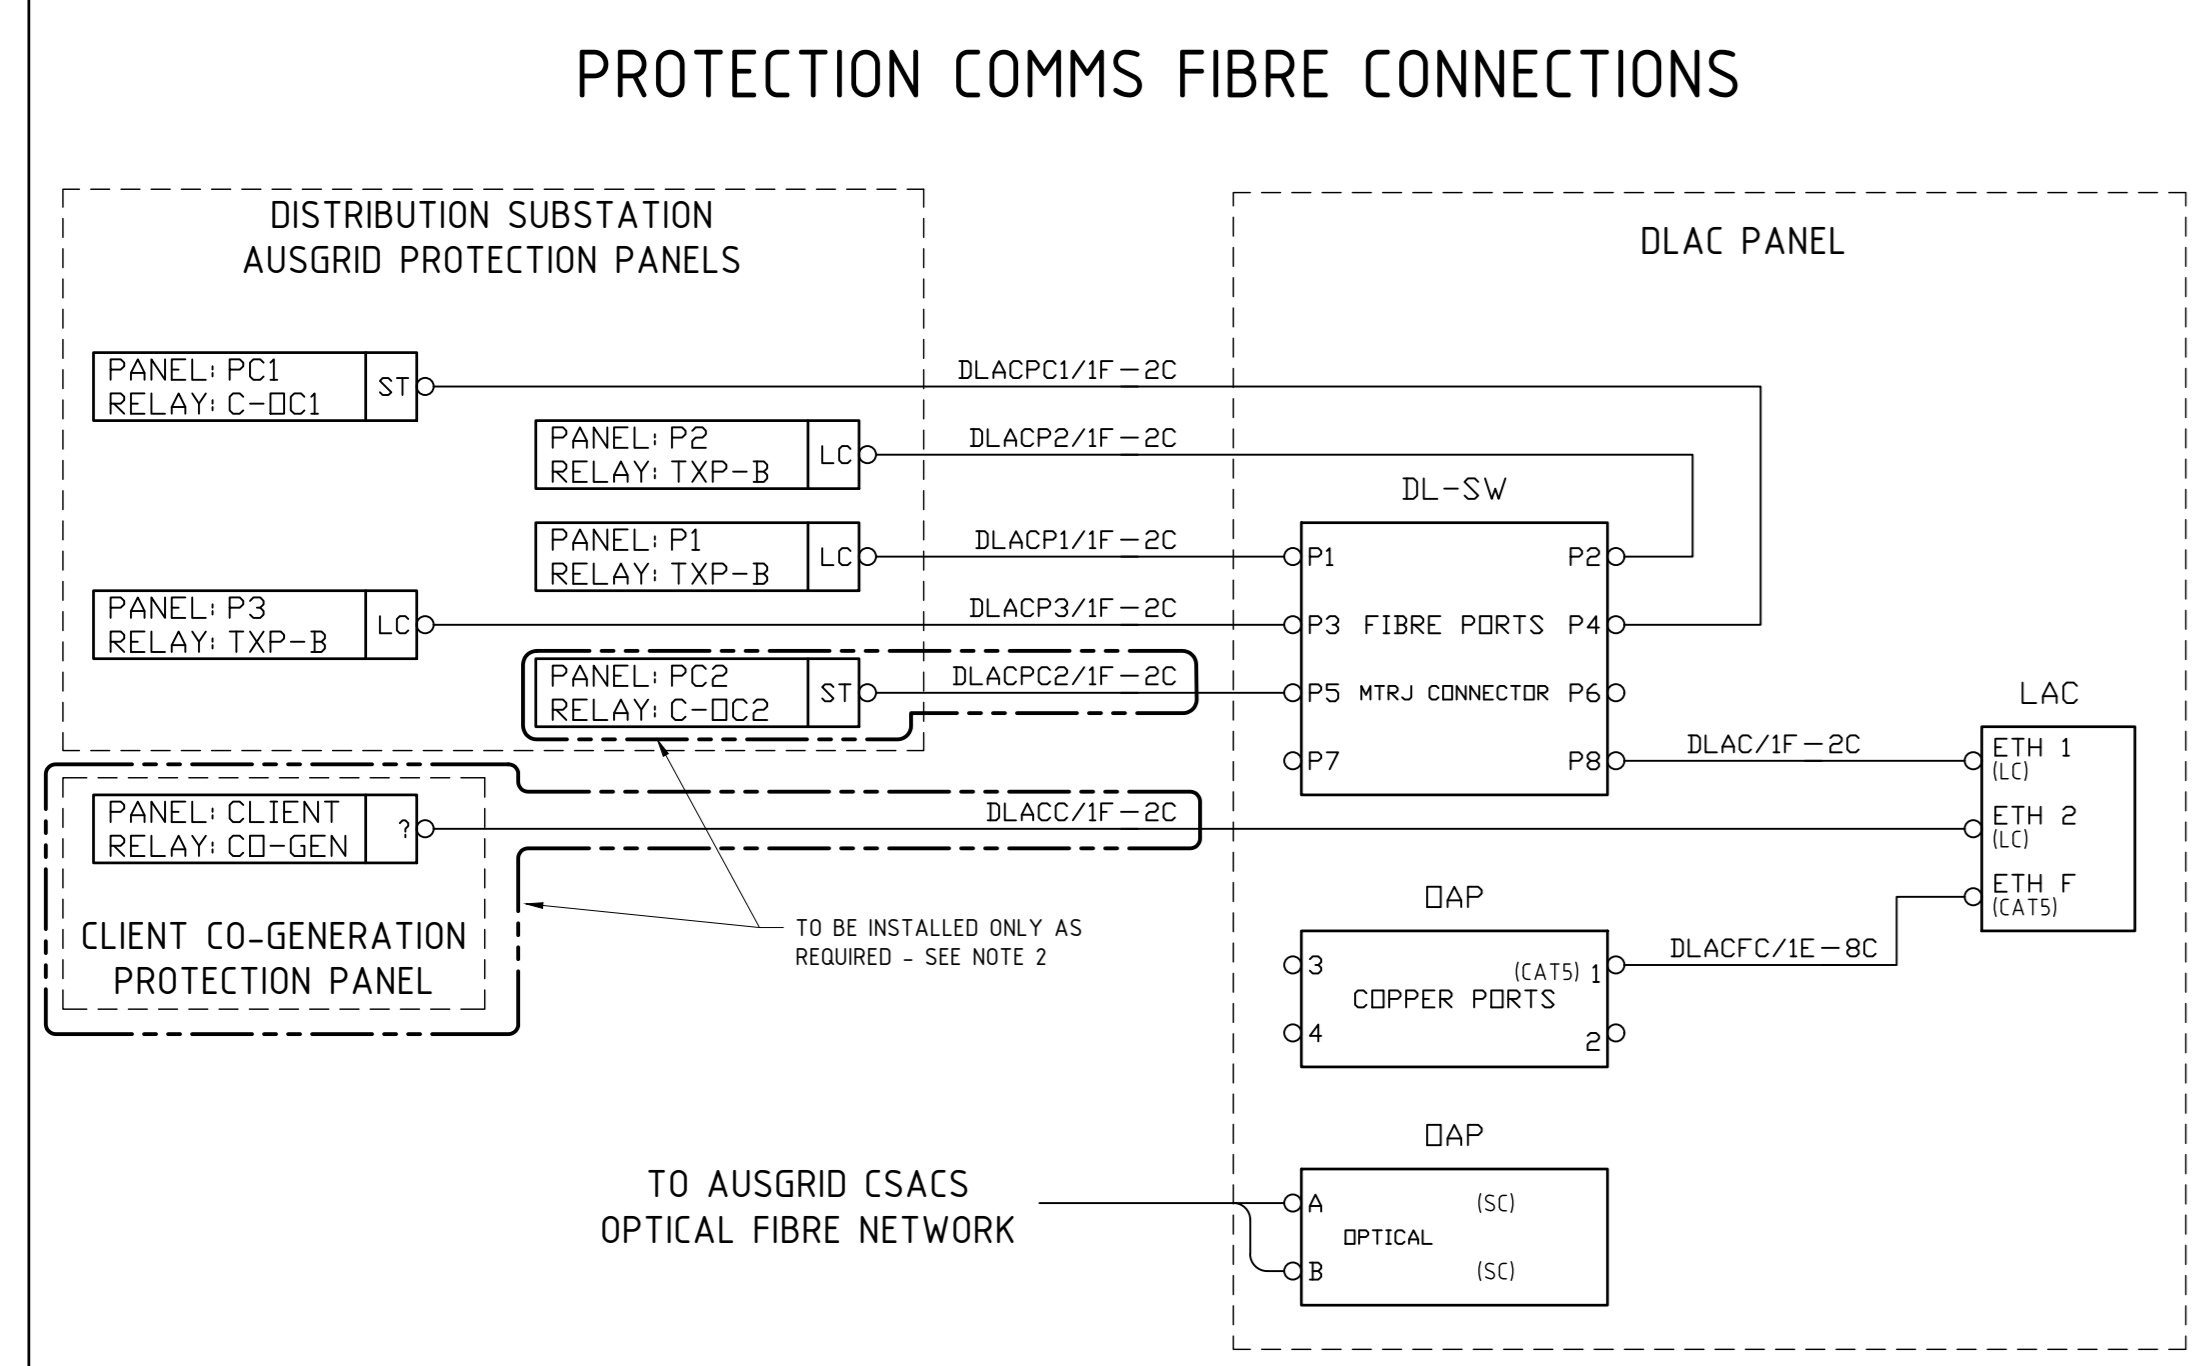 PROTECTION COMMS FIBRE CONNECTIONS
DISTRIBUTION SUBSTATION
AUSGRID PROTECTION PANELS
DLAC PANEL
PANEL: PC1
RELAY: C-OC1
ST
DLACPC1/1F-2C
PANEL: P2
RELAY: TXP-B
LC
DLACP2/1F-2C
DL-SW
PANEL: P1
RELAY: TXP-B
LC
DLACP1/1F-2C
P1
P2
PANEL: P3
RELAY: TXP-B
LC
DLACP3/1F-2C
P3 FIBRE PORTS P4
PANEL: PC2
RELAY: C-OC2
ST
DLACPC2/1F-2C
P5 MTRJ CONNECTOR P6
P7
P8
DLAC/1F-2C
LAC
ETH 1
(LC)
PANEL: CLIENT
RELAY: CO-GEN
?
DLACC/1F-2C
ETH 2
(LC)
ETH F
(CAT5)
CLIENT CO-GENERATION
PROTECTION PANEL
TO BE INSTALLED ONLY AS
REQUIRED - SEE NOTE 2
OAP
3
(CAT5) 1
COPPER PORTS
4
2
DLACFC/1E-8C
OAP
TO AUSGRID CSACS
OPTICAL FIBRE NETWORK
A (SC)
OPTICAL
B (SC)